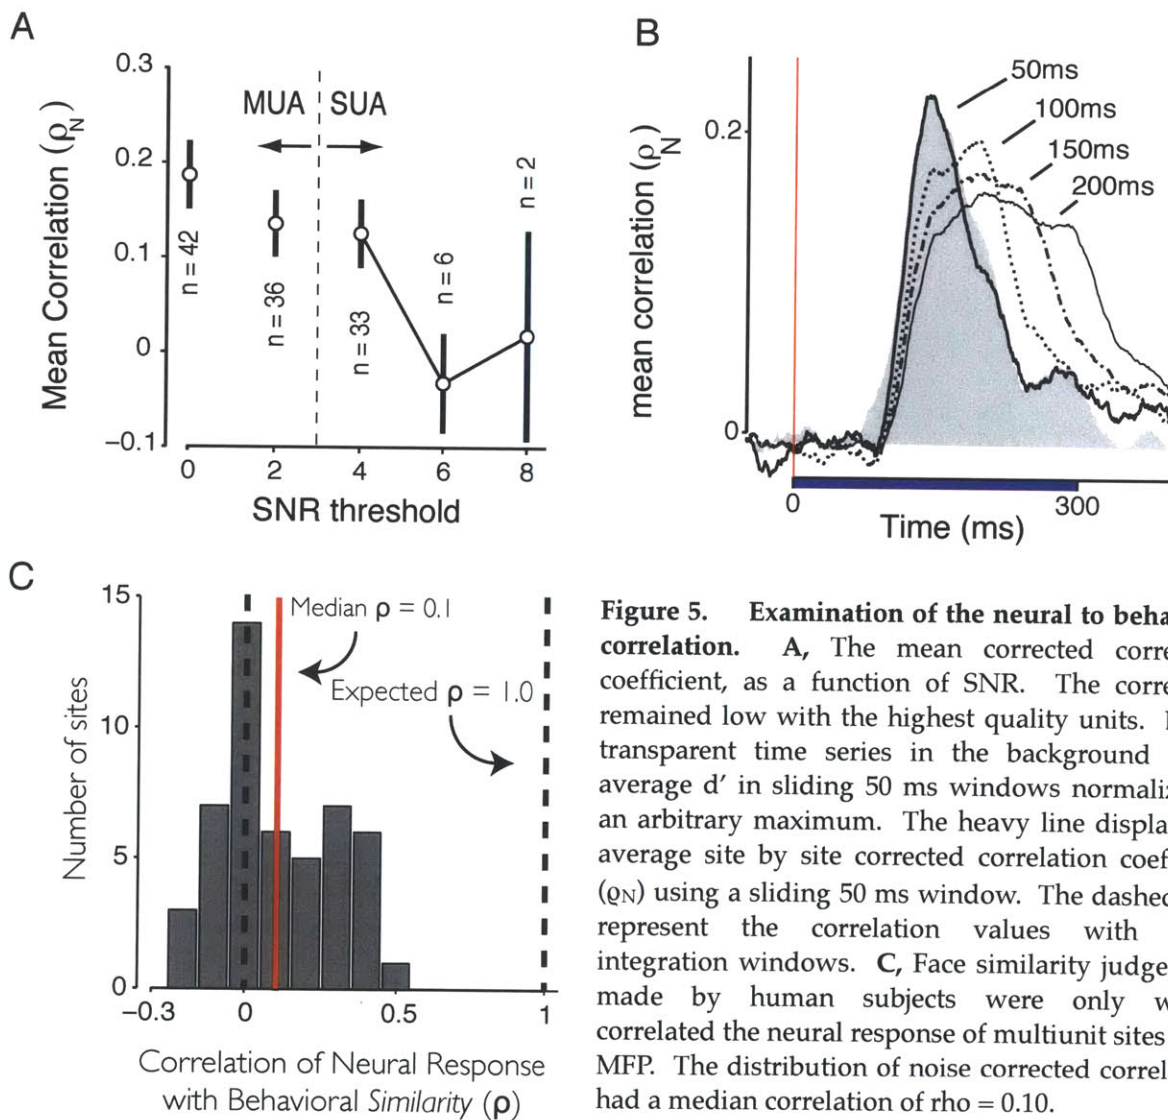 A
0.3
0.2
0.1
0
−0.1
Mean Correlation (ρN)
MUA
SUA
n = 42
n = 36
n = 33
n = 6
n = 2
0 2 4 6 8
SNR threshold
B
0.2
0
mean correlation (ρN)
50ms
100ms
150ms
200ms
0 300
Time (ms)
C
15
10
5
0
Number of sites
Median ρ = 0.1
Expected ρ = 1.0
−0.3 0 0.5 1
Correlation of Neural Response
with Behavioral Similarity (ρ)
Figure 5. Examination of the neural to beha
correlation. A, The mean corrected corre
coefficient, as a function of SNR. The corre
remained low with the highest quality units.
transparent time series in the background
average d' in sliding 50 ms windows normaliz
an arbitrary maximum. The heavy line displa
average site by site corrected correlation coef
(ρN) using a sliding 50 ms window. The dashed
represent the correlation values with
integration windows. C, Face similarity judge
made by human subjects were only w
correlated the neural response of multiunit sites
MFP. The distribution of noise corrected correl
had a median correlation of rho = 0.10.